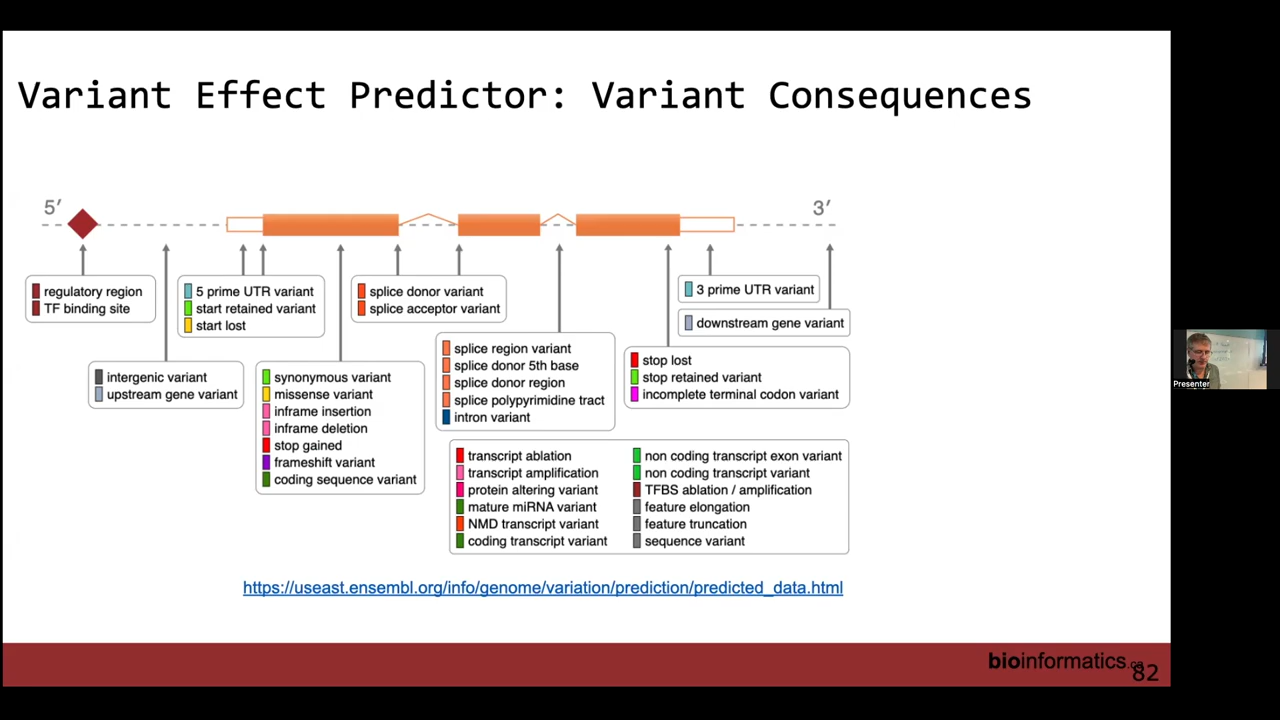 Variant Effect Predictor: Variant Consequences
5′
3′
regulatory region
TF binding site
5 prime UTR variant
start retained variant
start lost
splice donor variant
splice acceptor variant
3 prime UTR variant
downstream gene variant
intergenic variant
upstream gene variant
synonymous variant
missense variant
inframe insertion
inframe deletion
stop gained
frameshift variant
coding sequence variant
splice region variant
splice donor 5th base
splice donor region
splice polypyrimidine tract
intron variant
stop lost
stop retained variant
incomplete terminal codon variant
transcript ablation
transcript amplification
protein altering variant
mature miRNA variant
NMD transcript variant
coding transcript variant
non coding transcript exon variant
non coding transcript variant
TFBS ablation / amplification
feature elongation
feature truncation
sequence variant
https://useast.ensembl.org/info/genome/variation/prediction/predicted_data.html
bioinformatics.ca
82
Presenter